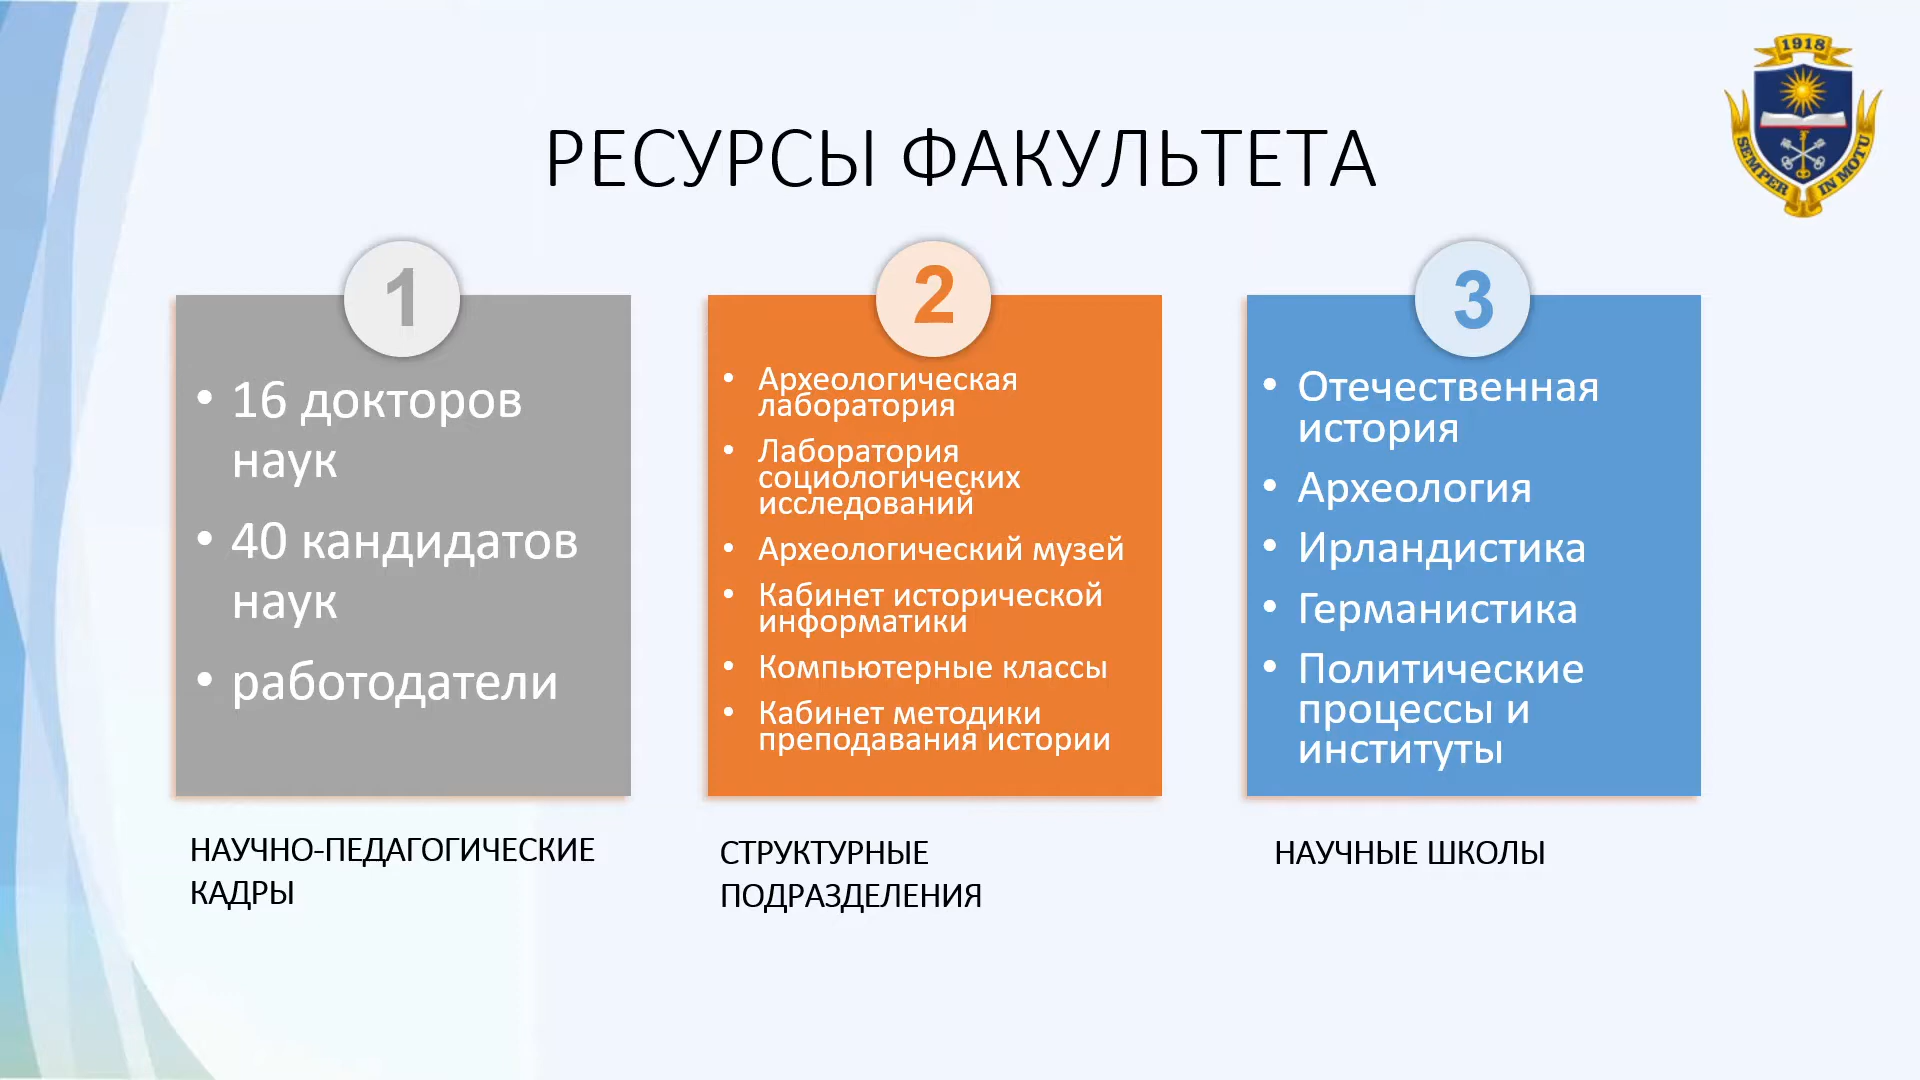 1918
SEMPER IN MOTU
РЕСУРСЫ ФАКУЛЬТЕТА
1
• 16 докторов
наук
• 40 кандидатов
наук
• работодатели
НАУЧНО-ПЕДАГОГИЧЕСКИЕ
КАДРЫ
2
• Археологическая
лаборатория
• Лаборатория
социологических
исследований
• Археологический музей
• Кабинет исторической
информатики
• Компьютерные классы
• Кабинет методики
преподавания истории
СТРУКТУРНЫЕ
ПОДРАЗДЕЛЕНИЯ
3
• Отечественная
история
• Археология
• Ирландистика
• Германистика
• Политические
процессы и
институты
НАУЧНЫЕ ШКОЛЫ